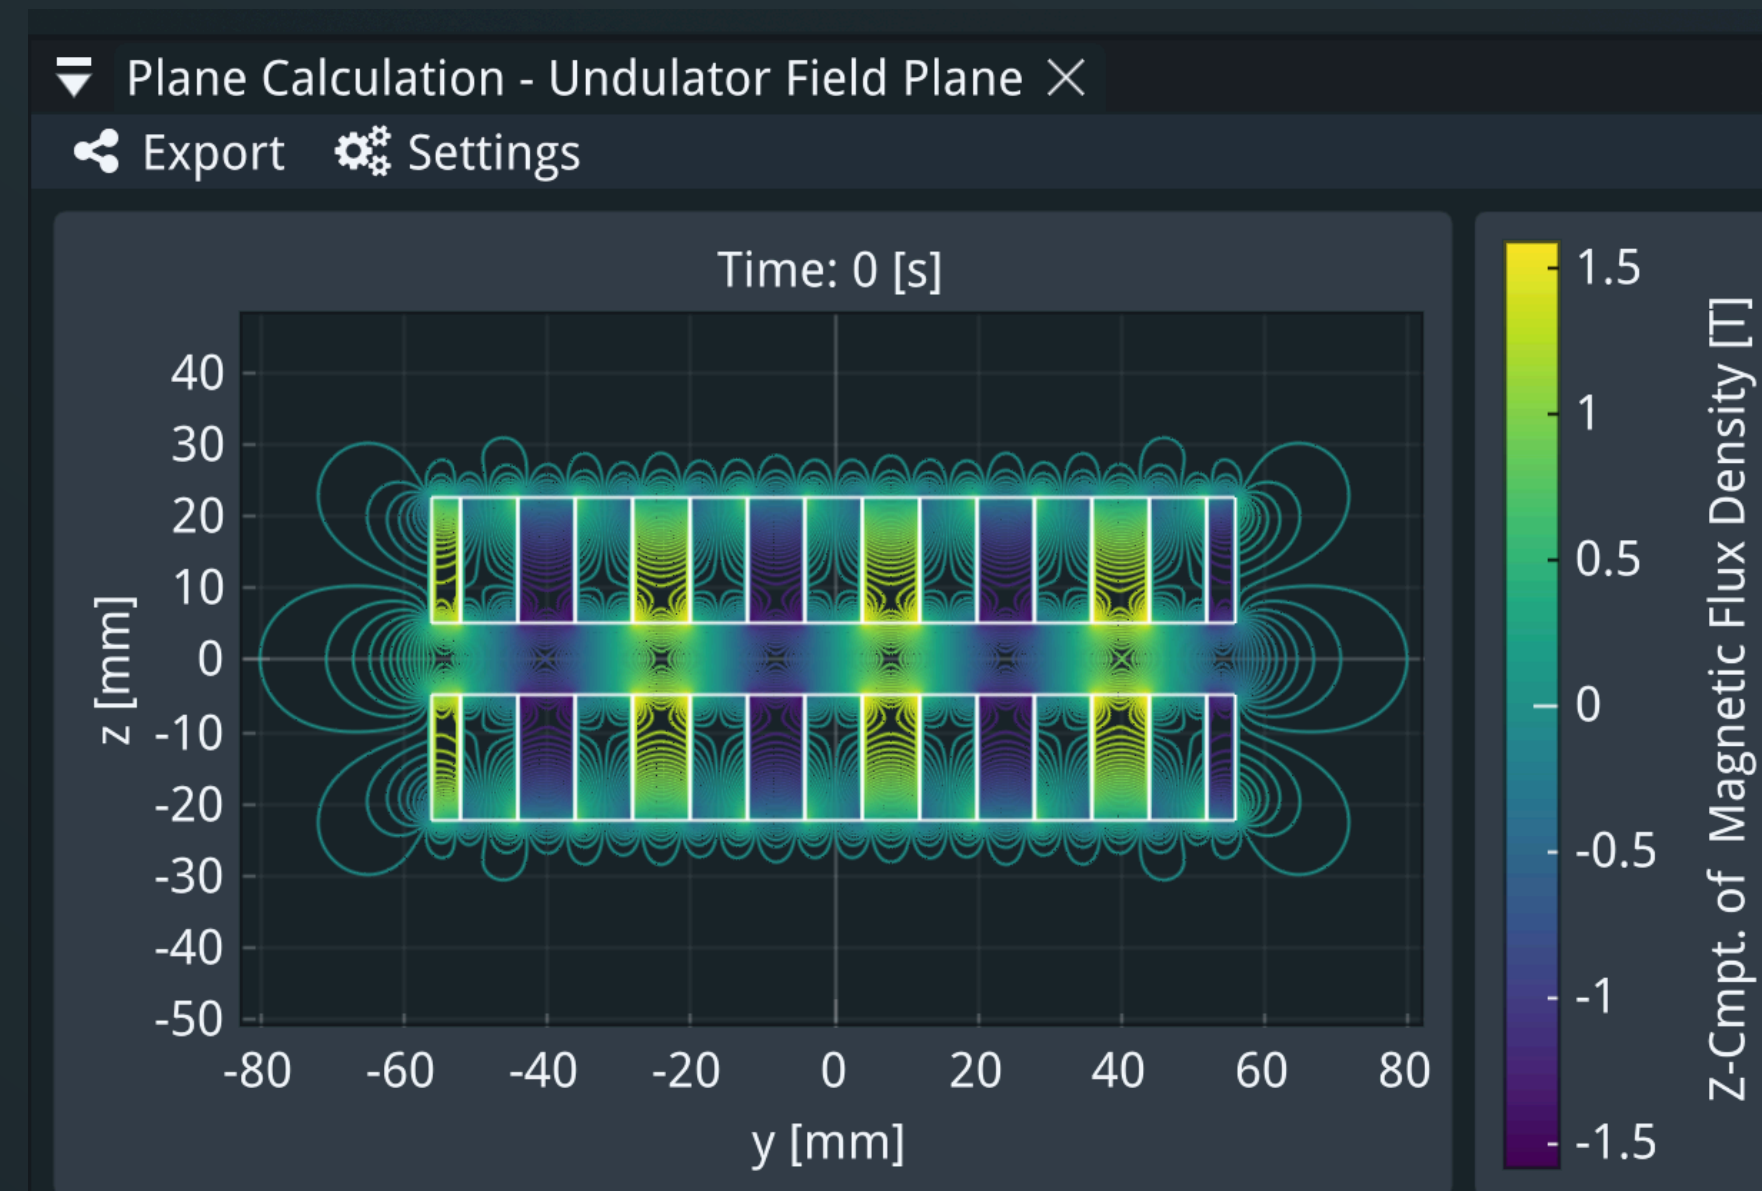 Plane Calculation - Undulator Field Plane
Export Settings
Time: 0 [s]
40
30
20
10
0
-10
-20
-30
-40
-50
z [mm]
-80 -60 -40 -20 0 20 40 60 80
y [mm]
1.5
1
0.5
0
-0.5
-1
-1.5
Z-Cmpt. of Magnetic Flux Density [T]